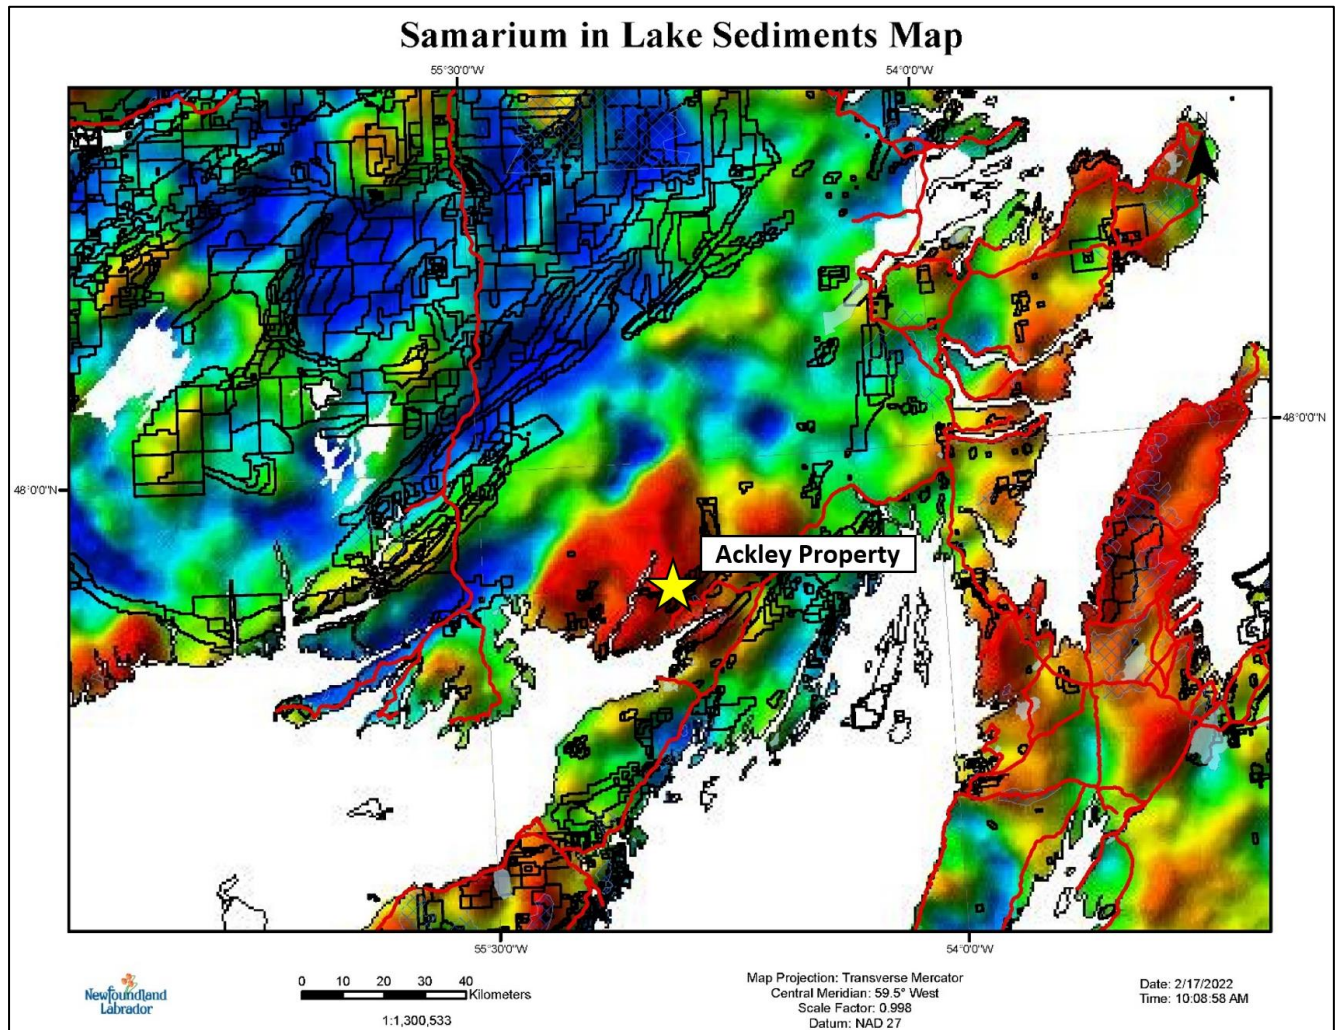 Samarium in Lake Sediments Map
55°30'0"W
54°0'0"W
N
48°0'0"N
48°0'0"N
Ackley Property
55°30'0"W
54°0'0"W
Newfoundland
Labrador
0 10 20 30 40
Kilometers
1:1,300,533
Map Projection: Transverse Mercator
Central Meridian: 59.5° West
Scale Factor: 0.998
Datum: NAD 27
Date: 2/17/2022
Time: 10:08:58 AM